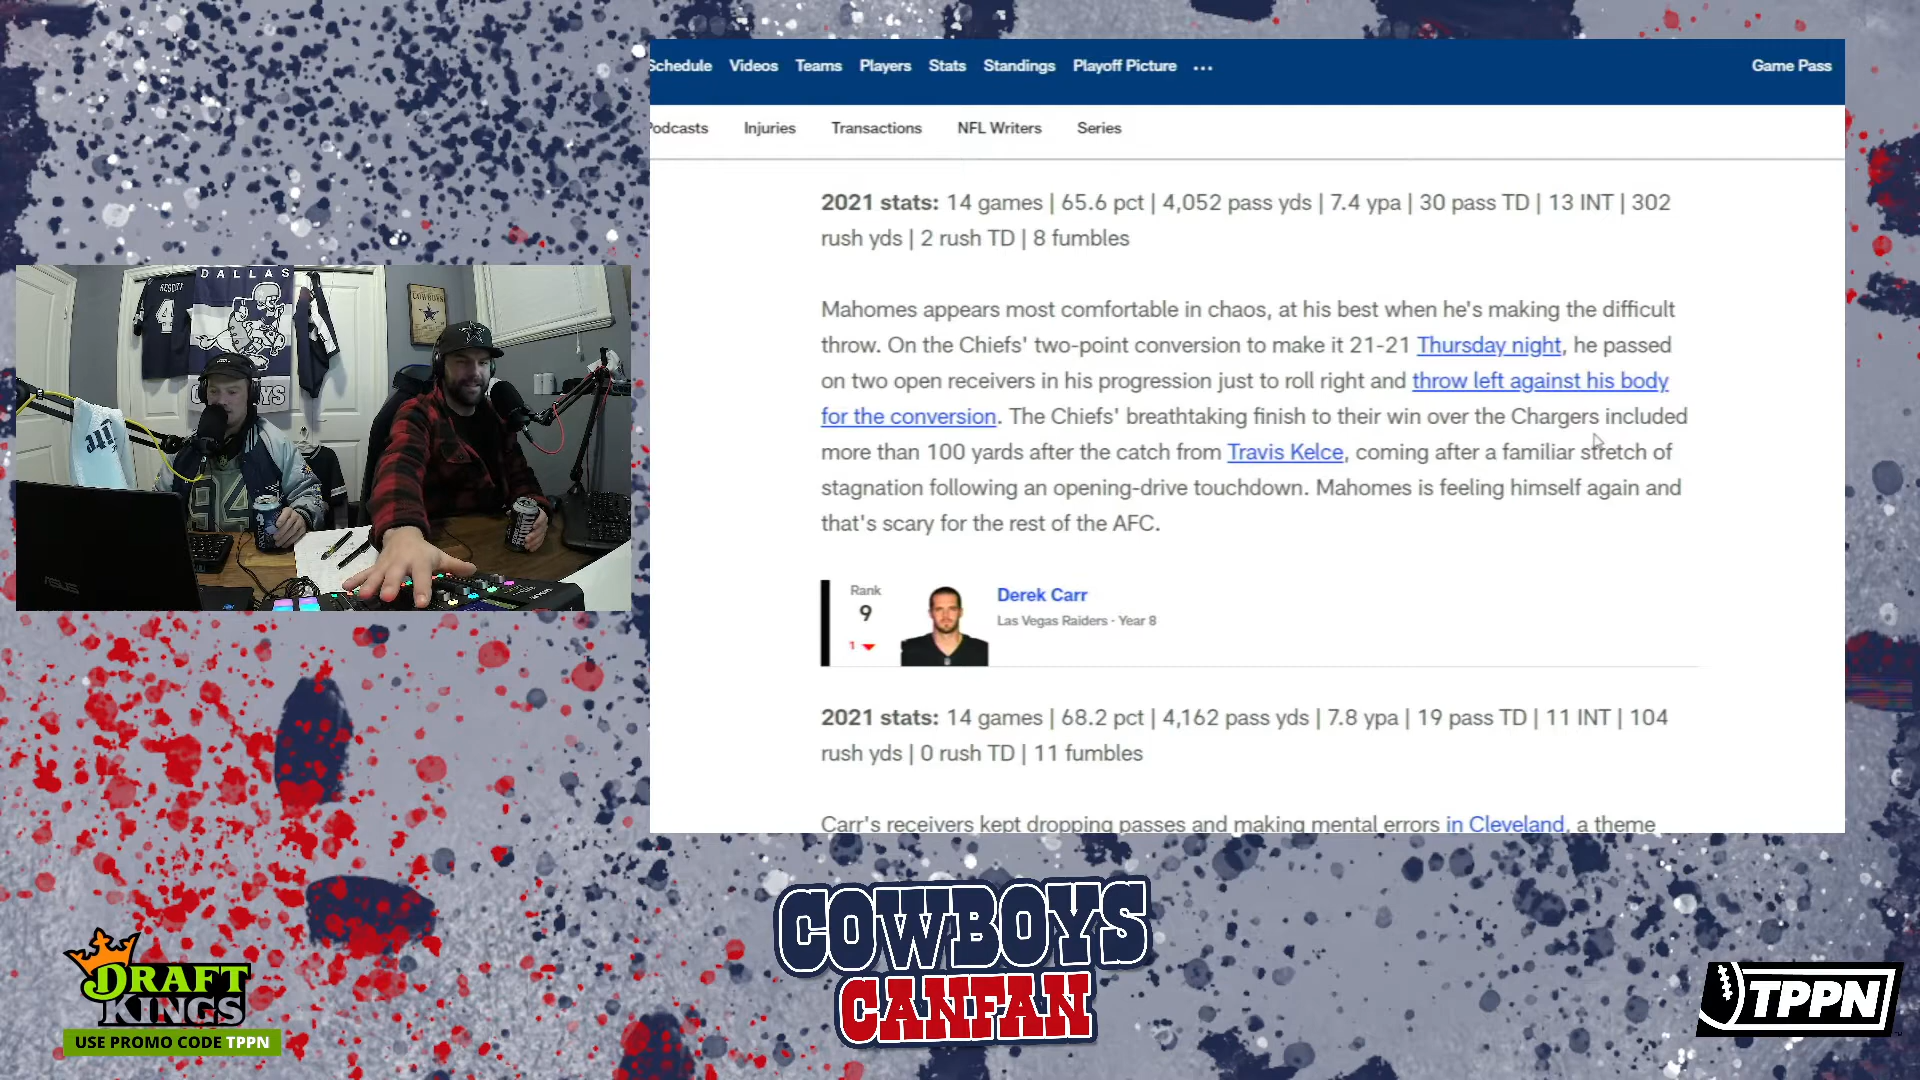 Schedule Videos Teams Players Stats Standings Playoff Picture ... Game Pass
Podcasts Injuries Transactions NFL Writers Series
2021 stats: 14 games | 65.6 pct | 4,052 pass yds | 7.4 ypa | 30 pass TD | 13 INT | 302
rush yds | 2 rush TD | 8 fumbles
Mahomes appears most comfortable in chaos, at his best when he's making the difficult
throw. On the Chiefs' two-point conversion to make it 21-21 Thursday night, he passed
on two open receivers in his progression just to roll right and throw left against his body
for the conversion. The Chiefs' breathtaking finish to their win over the Chargers included
more than 100 yards after the catch from Travis Kelce, coming after a familiar stretch of
stagnation following an opening-drive touchdown. Mahomes is feeling himself again and
that's scary for the rest of the AFC.
Rank
9
1
Derek Carr
Las Vegas Raiders · Year 8
2021 stats: 14 games | 68.2 pct | 4,162 pass yds | 7.8 ypa | 19 pass TD | 11 INT | 104
rush yds | 0 rush TD | 11 fumbles
Carr's receivers kept dropping passes and making mental errors in Cleveland, a theme
DALLAS
4
COWBOYS
94
ASUS
DRAFT
KINGS
USE PROMO CODE TPPN
COWBOYS
CANFAN
TPPN